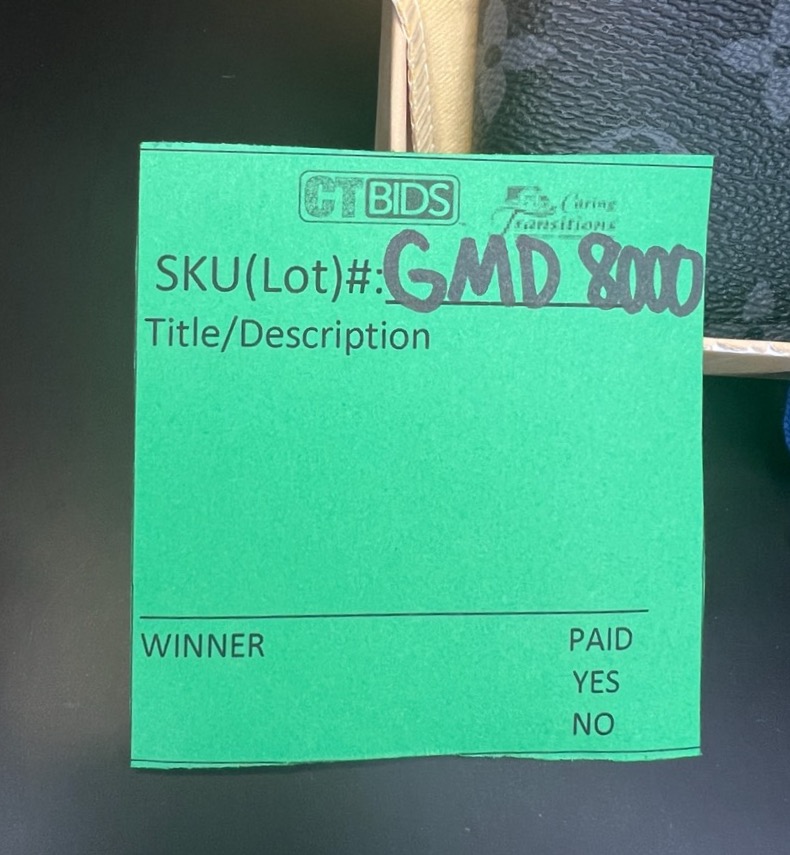 CTBIDS
Caring
Transitions
SKU(Lot)#: GMD 8000
Title/Description
WINNER PAID
YES
NO